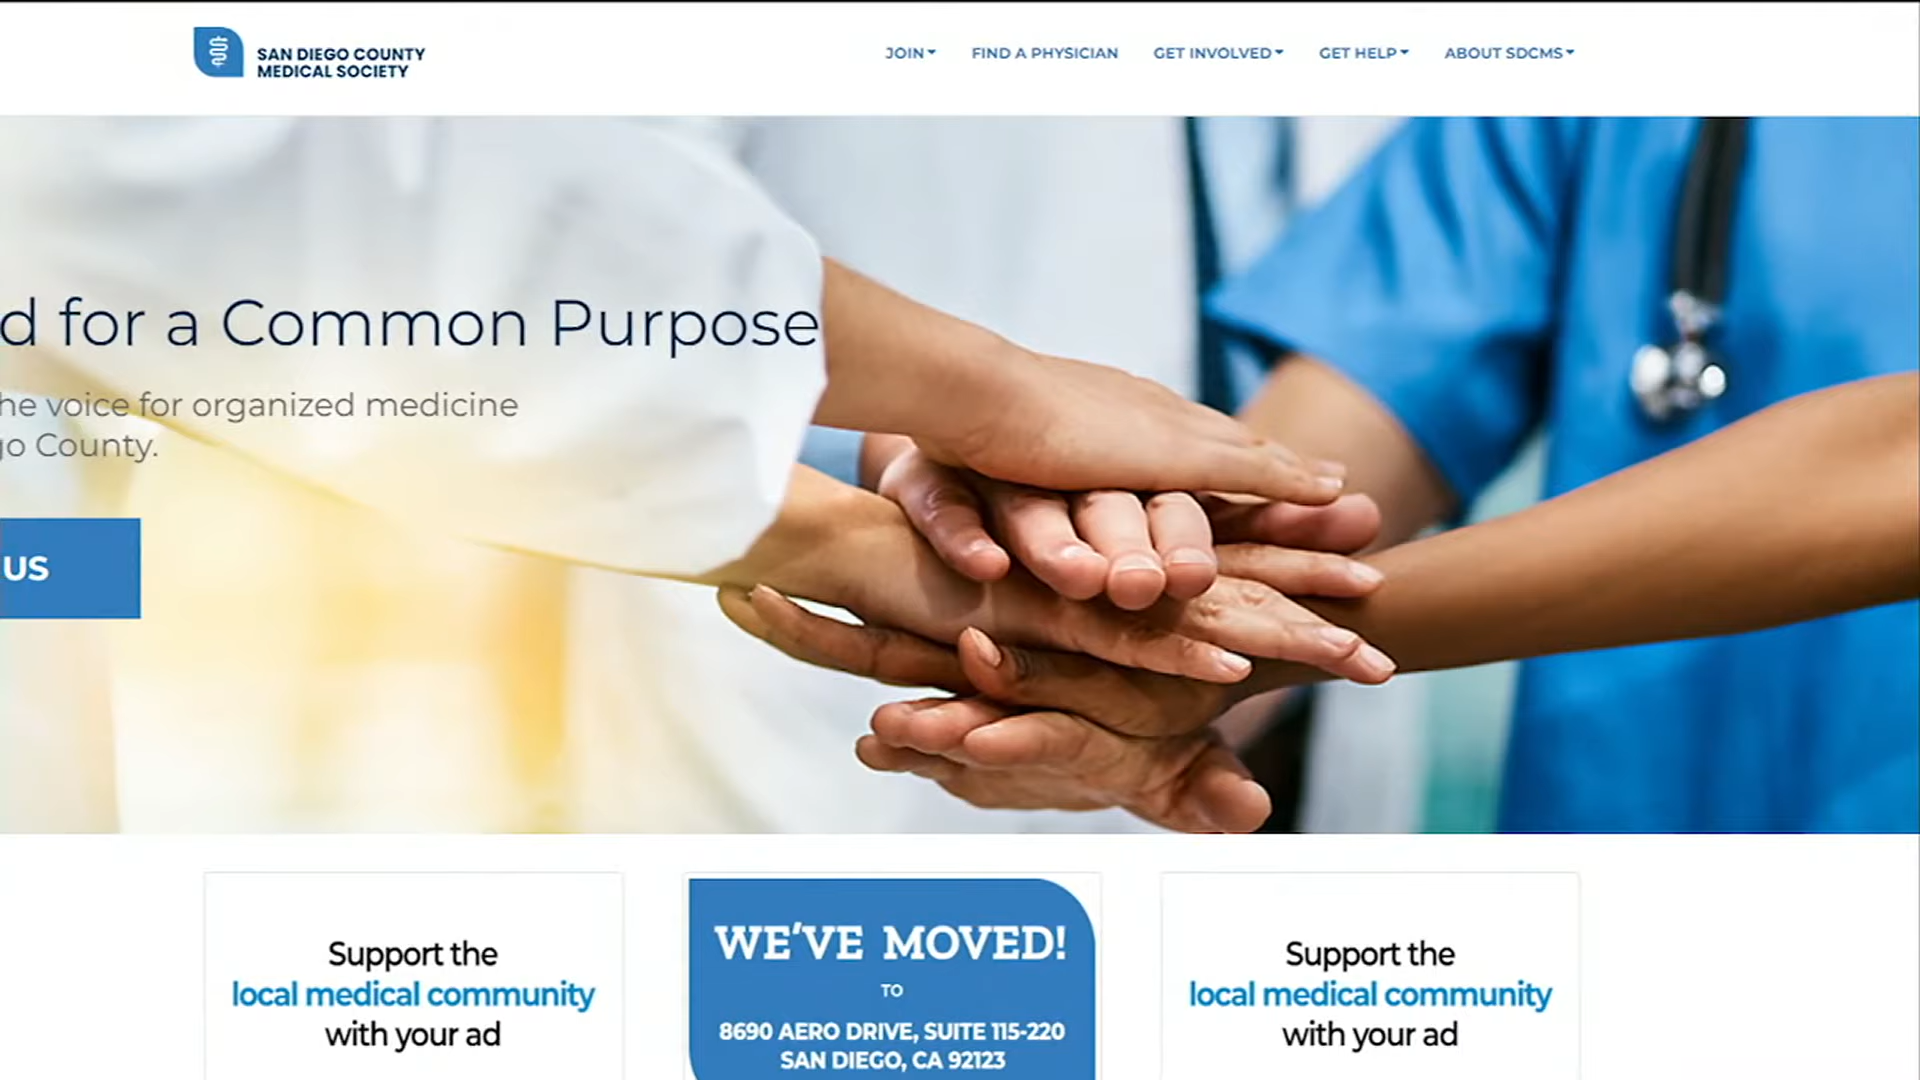 SAN DIEGO COUNTY
MEDICAL SOCIETY
JOIN
FIND A PHYSICIAN
GET INVOLVED
GET HELP
ABOUT SDCMS
d for a Common Purpose
he voice for organized medicine
go County.
US
Support the
local medical community
with your ad
WE'VE MOVED!
TO
8690 AERO DRIVE, SUITE 115-220
SAN DIEGO, CA 92123
Support the
local medical community
with your ad